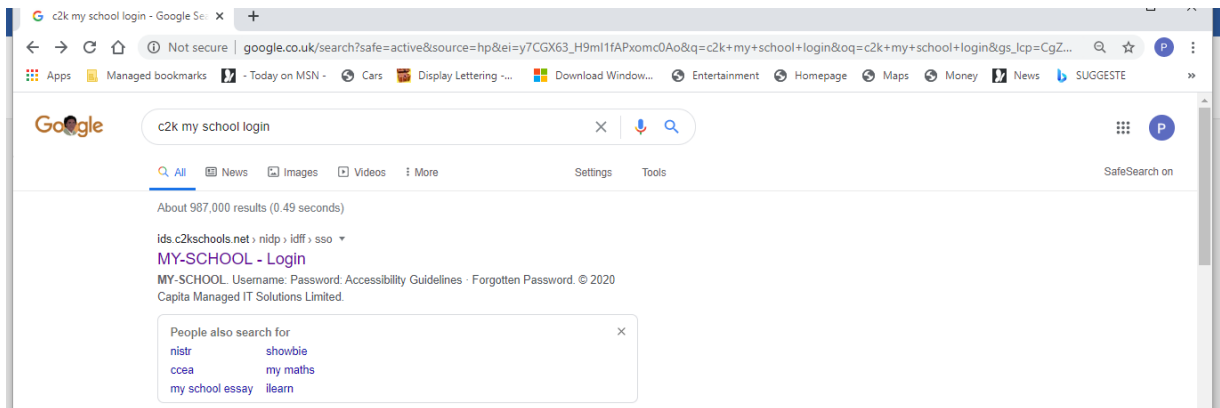 c2k my school login - Google Sea
Not secure | google.co.uk/search?safe=active&source=hp&ei=y7CGX63_H9ml1fAPxomc0Ao&q=c2k+my+school+login&oq=c2k+my+school+login&gs_lcp=CgZ...
Apps Managed bookmarks - Today on MSN - Cars Display Lettering -... Download Window... Entertainment Homepage Maps Money News SUGGESTE »
Google
c2k my school login
P
All News Images Videos More Settings Tools SafeSearch on
About 987,000 results (0.49 seconds)
ids.c2kschools.net › nidp › idff › sso
MY-SCHOOL - Login
MY-SCHOOL. Username: Password: Accessibility Guidelines · Forgotten Password. © 2020
Capita Managed IT Solutions Limited.
People also search for
nistr showbie
ccea my maths
my school essay ilearn